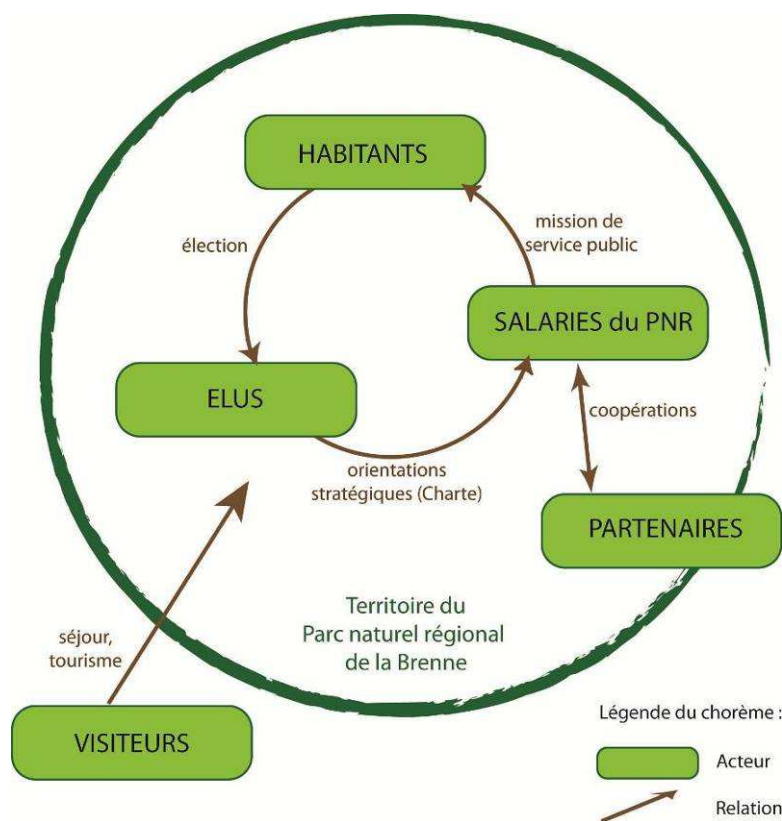 HABITANTS
élection
mission de
service public
SALARIES du PNR
ELUS
coopérations
orientations
stratégiques (Charte)
PARTENAIRES
Territoire du
Parc naturel régional
de la Brenne
séjour,
tourisme
VISITEURS
Légende du chorème :
Acteur
Relation